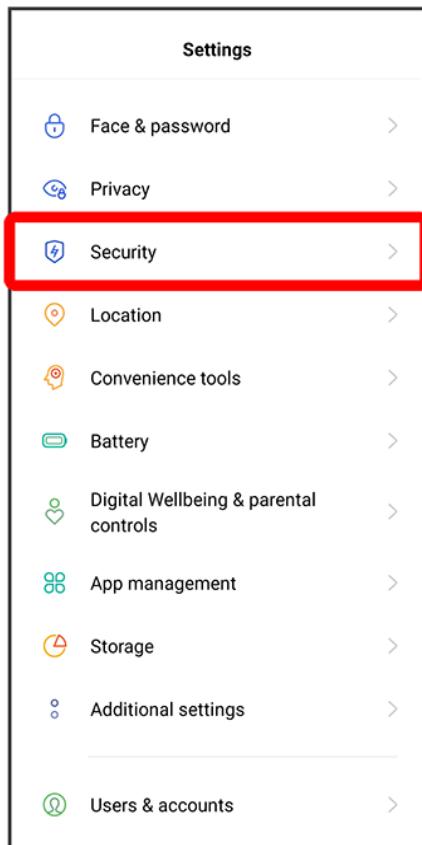 Settings
Face & password
Privacy
Security
Location
Convenience tools
Battery
Digital Wellbeing & parental
controls
App management
Storage
Additional settings
Users & accounts